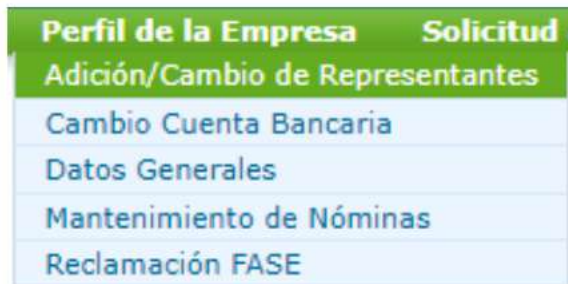 Perfil de la Empresa Solicitud
Adición/Cambio de Representantes
Cambio Cuenta Bancaria
Datos Generales
Mantenimiento de Nóminas
Reclamación FASE